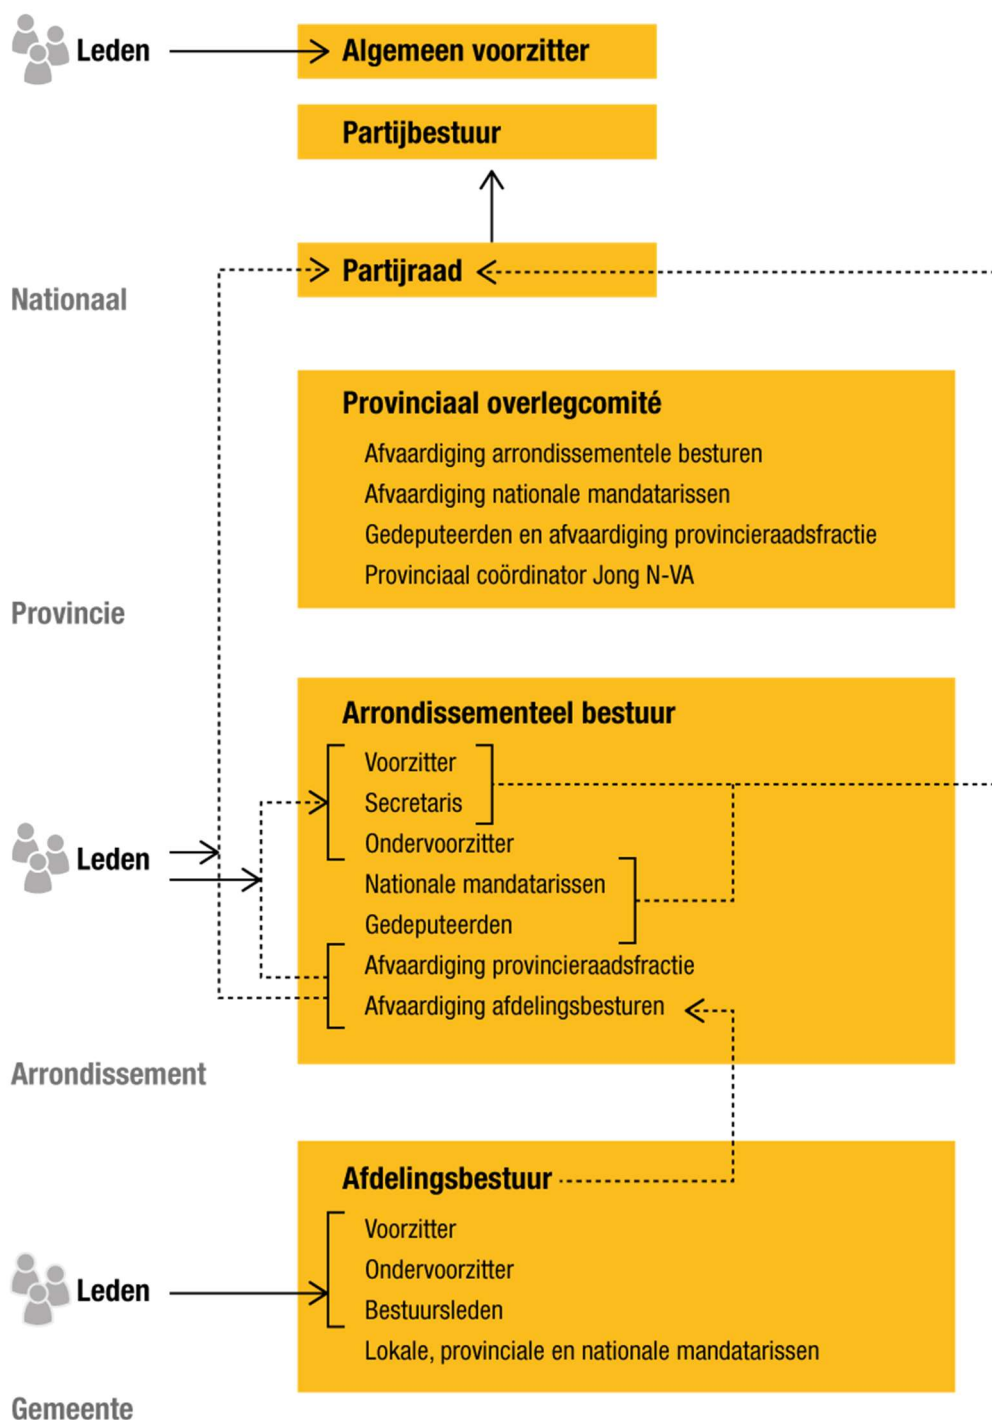 Leden
Algemeen voorzitter
Partijbestuur
Partijraad
Nationaal
Provinciaal overlegcomité
Afvaardiging arrondissementele besturen
Afvaardiging nationale mandatarissen
Gedeputeerden en afvaardiging provincieraadsfractie
Provinciaal coördinator Jong N-VA
Provincie
Arrondissementeel bestuur
Voorzitter
Secretaris
Ondervoorzitter
Leden
Nationale mandatarissen
Gedeputeerden
Afvaardiging provincieraadsfractie
Afvaardiging afdelingsbesturen
Arrondissement
Afdelingsbestuur
Voorzitter
Ondervoorzitter
Leden
Bestuursleden
Lokale, provinciale en nationale mandatarissen
Gemeente